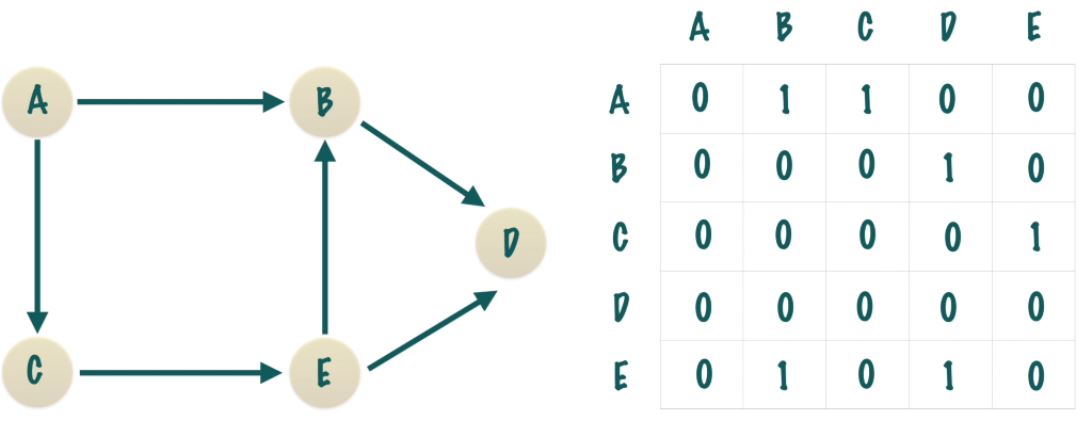 A B
D
C E
A B C D E
A 0 1 1 0 0
B 0 0 0 1 0
C 0 0 0 0 1
D 0 0 0 0 0
E 0 1 0 1 0